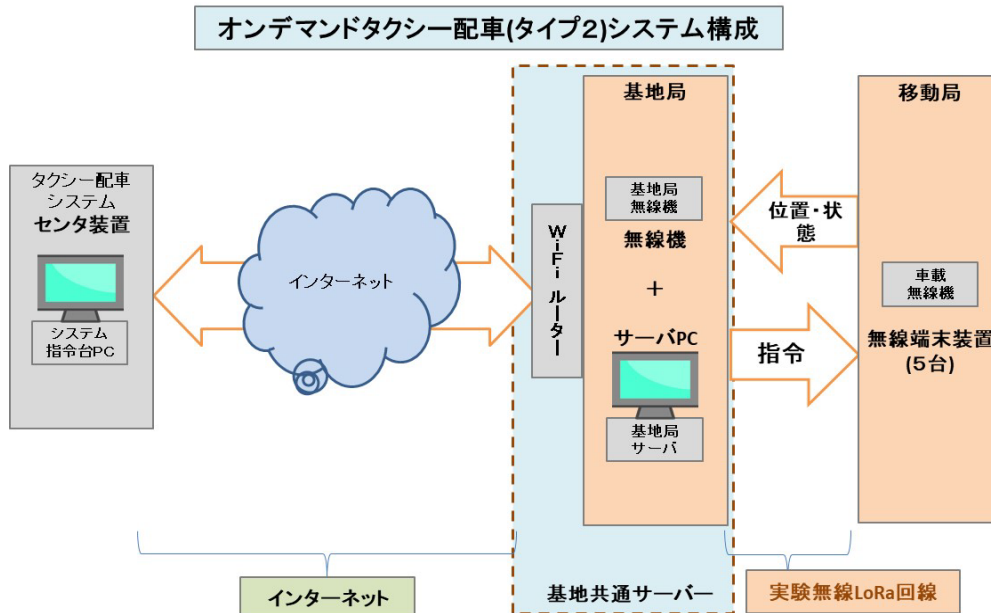 オンデマンドタクシー配車(タイプ2)システム構成
タクシー配車
システム
センタ装置
システム
指令台PC
インターネット
WiFi ルーター
基地局
基地局
無線機
無線機
+
サーバPC
基地局
サーバ
位置・状
態
指令
移動局
車載
無線機
無線端末装置
(5台)
インターネット
基地共通サーバー
実験無線LoRa回線